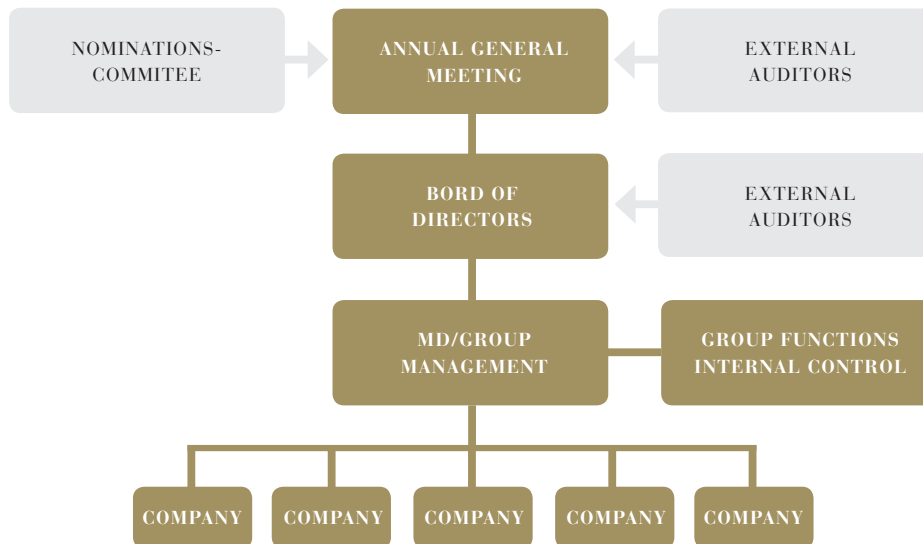 NOMINATIONS-
COMMITEE
ANNUAL GENERAL
MEETING
EXTERNAL
AUDITORS
BORD OF
DIRECTORS
EXTERNAL
AUDITORS
MD/GROUP
MANAGEMENT
GROUP FUNCTIONS
INTERNAL CONTROL
COMPANY
COMPANY
COMPANY
COMPANY
COMPANY